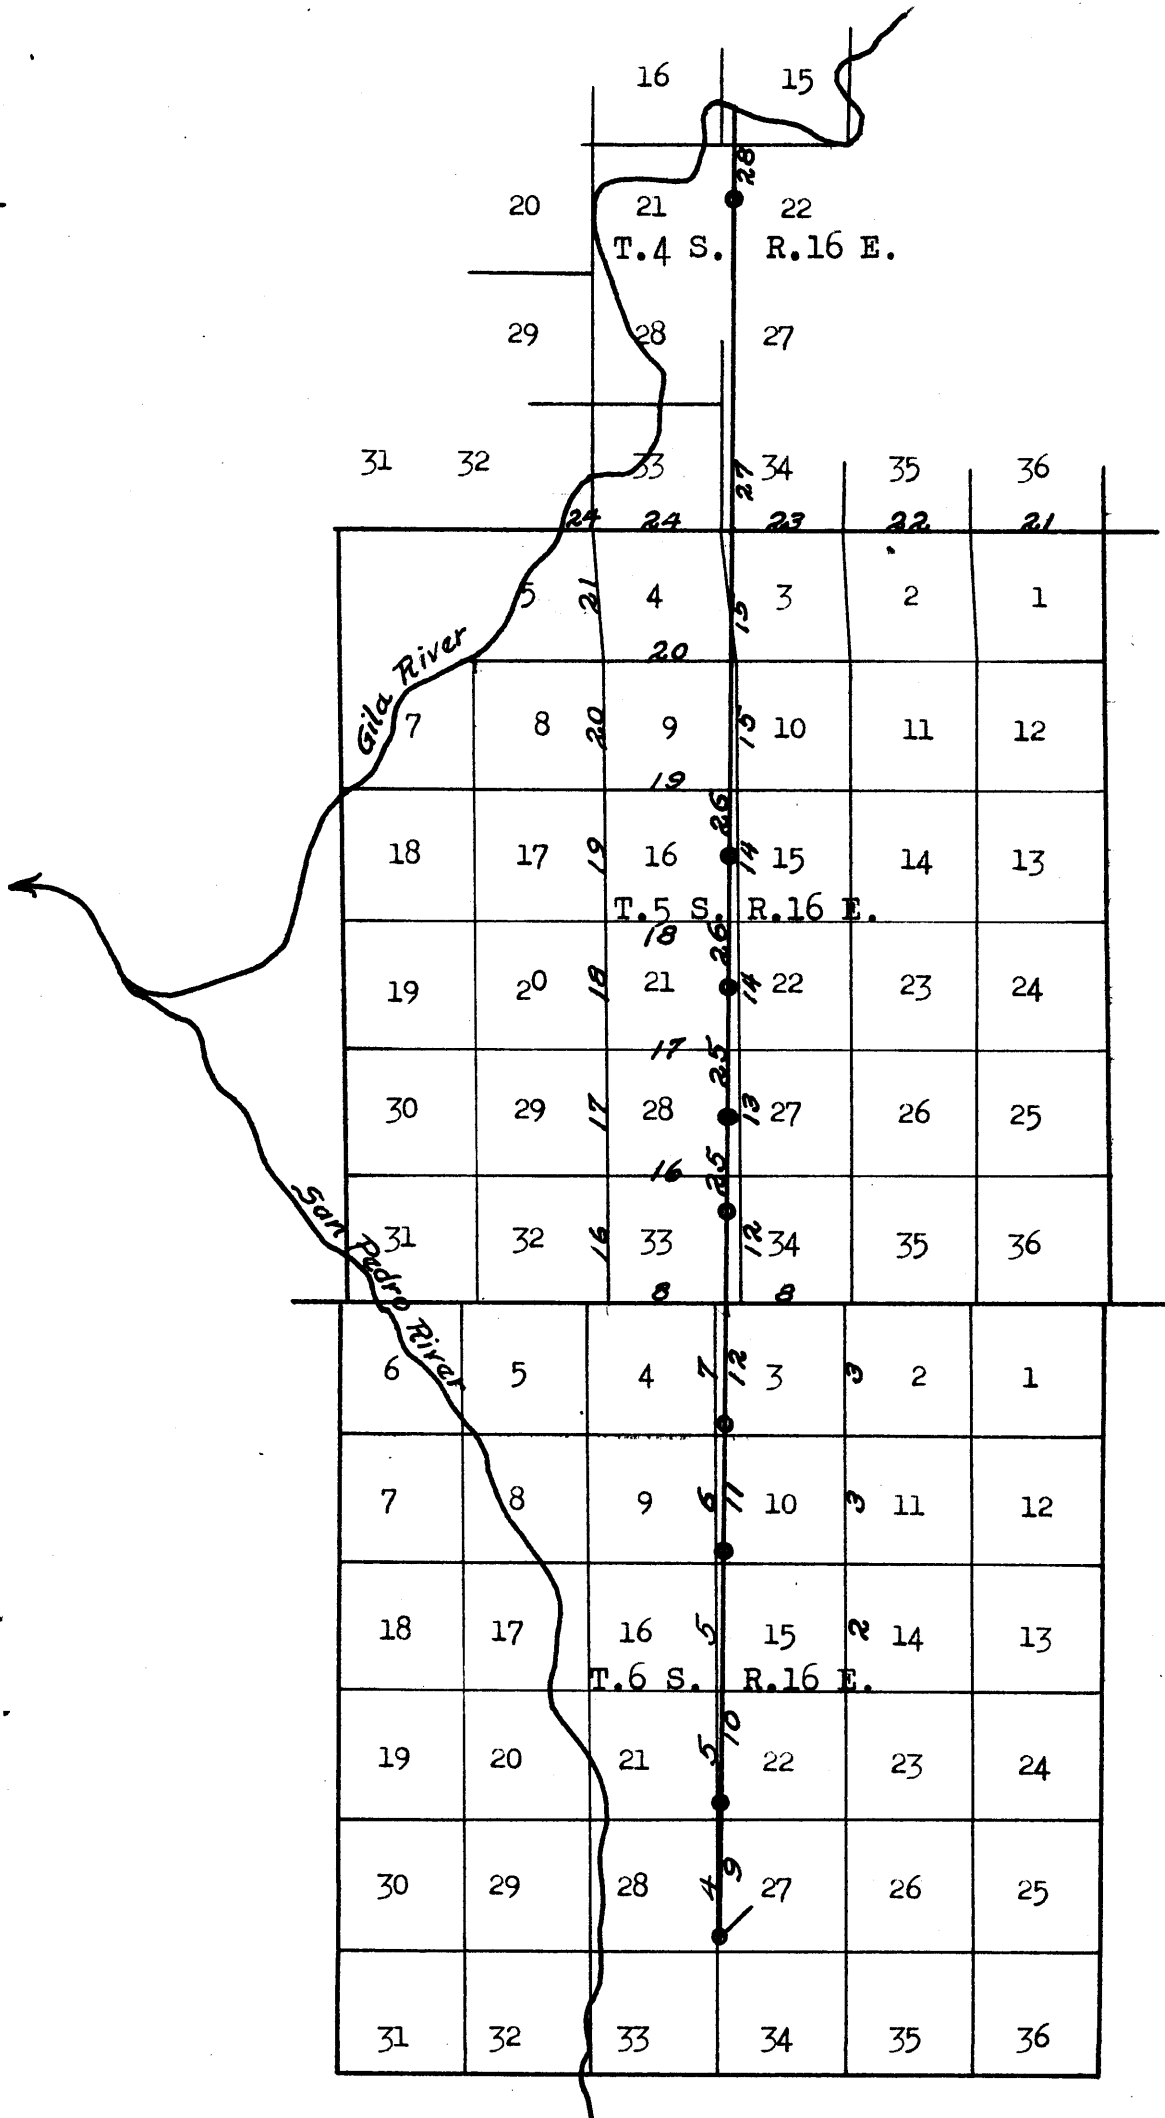 16 15
28
20 21 22
T.4 S. R.16 E.
29 28 27
31 32 33 27 34 35 36
24 24 23 22 21
5 21 4 15 3 2 1
20
Gila River
7 8 20 9 15 10 11 12
19
26
18 17 19 16 14 15 14 13
T.5 S. R.16 E.
18 26
19 20 18 21 14 22 23 24
17 25
30 29 17 28 13 27 26 25
16 25
San Pedro River
31 32 16 33 12 34 35 36
8 8
6 5 4 7 12 3 3 2 1
7 8 9 6 11 10 3 11 12
18 17 16 5 15 2 14 13
T.6 S. R.16 E.
10
19 20 21 5 22 23 24
30 29 28 4 9 27 26 25
31 32 33 34 35 36